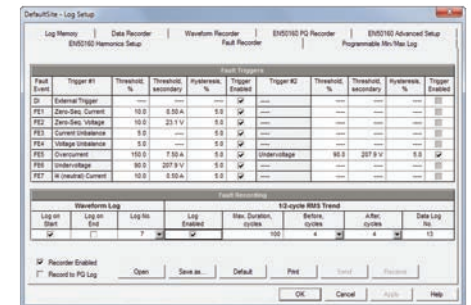 DefaultSite - Log Setup
Log Memory | Data Recorder | Waveform Recorder | EN50160 PQ Recorder | EN50160 Advanced Setup
EN50160 Harmonics Setup | Fault Recorder | Programmable Min/Max Log
Fault Triggers
Fault Event | Trigger #1 | Threshold, % | Threshold, secondary | Hysteresis, % | Trigger Enabled | Trigger #2 | Threshold, % | Threshold, secondary | Hysteresis, % | Trigger Enabled
DI | External Trigger | ---- | ---- | ---- | ---- | ---- | ---- | ----
FE1 | Zero-Seq. Current | 10.0 | 0.50 A | 5.0 | ---- | ---- | ---- | ----
FE2 | Zero-Seq. Voltage | 10.0 | 23.1 V | 5.0 | ---- | ---- | ---- | ----
FE3 | Current Unbalance | 5.0 | ---- | 5.0 | ---- | ---- | ---- | ----
FE4 | Voltage Unbalance | 5.0 | ---- | 5.0 | ---- | ---- | ---- | ----
FE5 | Overcurrent | 150.0 | 7.50 A | 5.0 | Undervoltage | 90.0 | 207.9 V | 5.0
FE6 | Undervoltage | 90.0 | 207.9 V | 5.0 | ---- | ---- | ---- | ----
FE7 | In (neutral) Current | 10.0 | 0.50 A | 5.0 | ---- | ---- | ---- | ----
Fault Recording
Waveform Log | 1/2-cycle RMS Trend
Log on Start | Log on End | Log No. | Log Enabled | Max. Duration, cycles | Before, cycles | After, cycles | Data Log No.
7 | 100 | 4 | 4 | 13
Recorder Enabled
Record to PQ Log
Open | Save as... | Default | Print | Send | Receive
OK | Cancel | Apply | Help